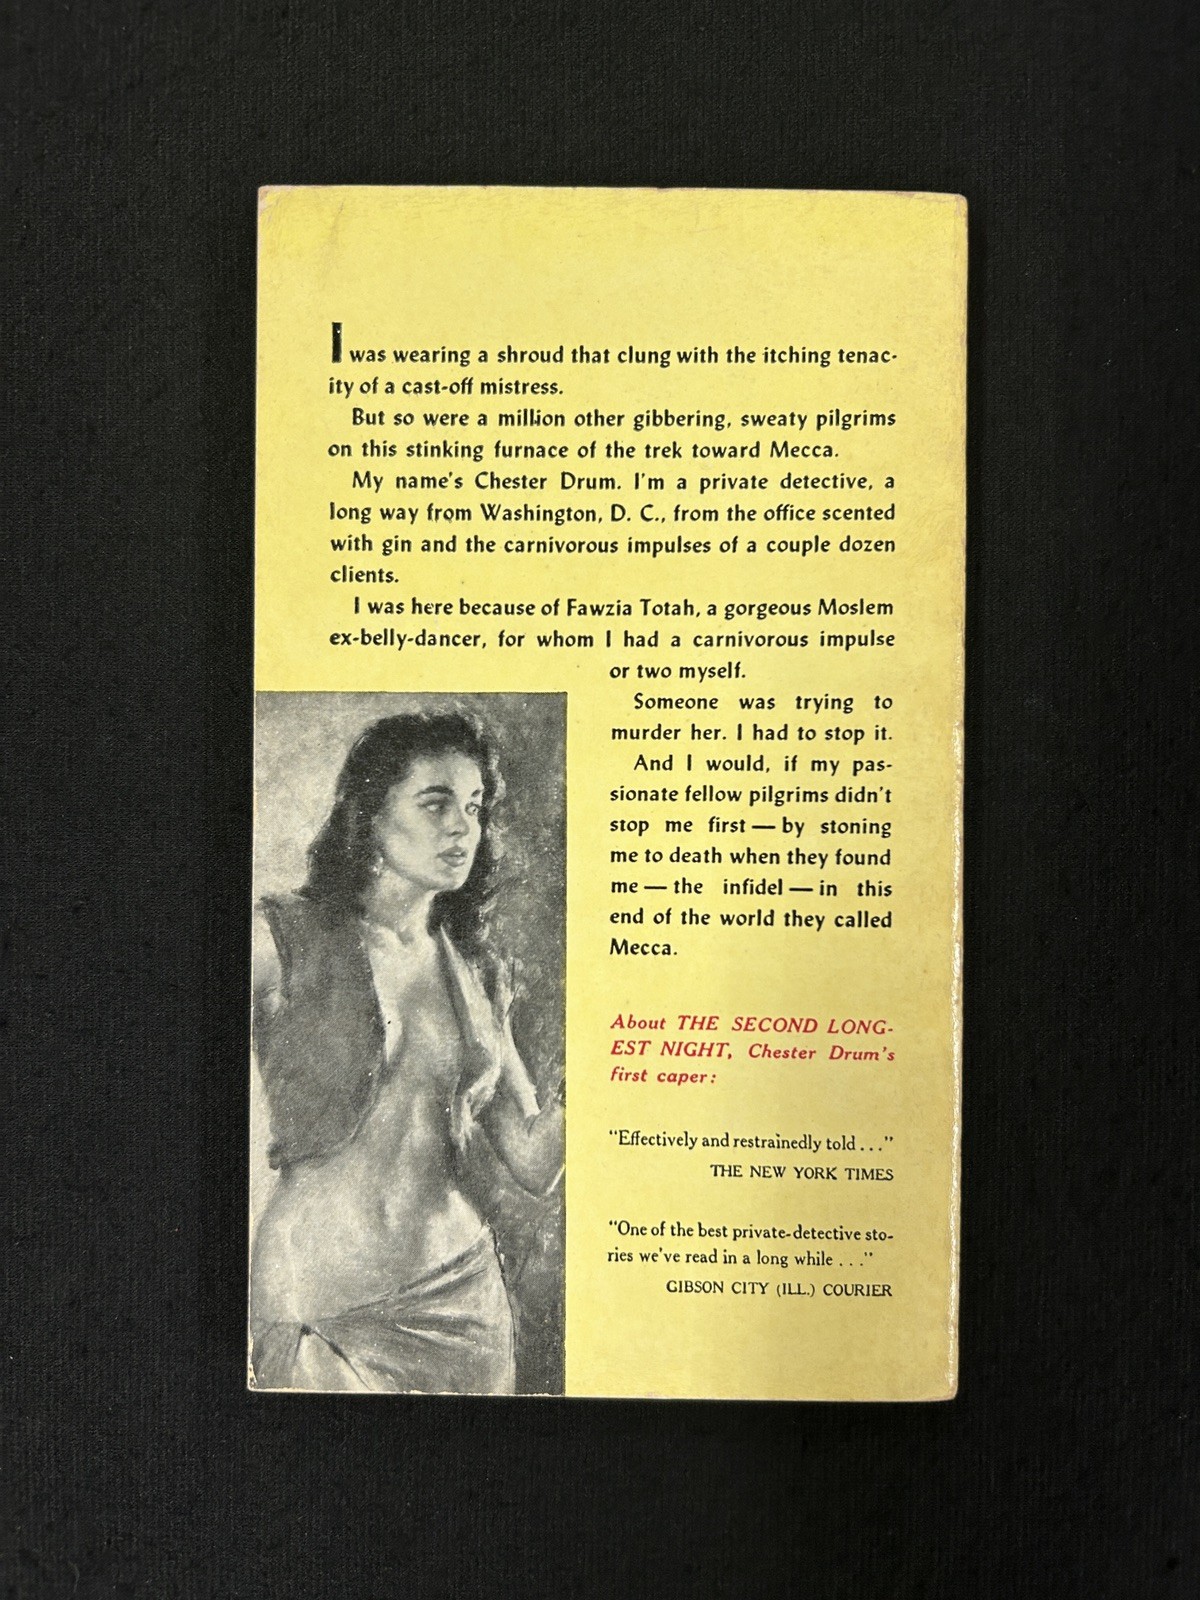 I was wearing a shroud that clung with the itching tenac-
ity of a cast-off mistress.
But so were a million other gibbering, sweaty pilgrims
on this stinking furnace of the trek toward Mecca.
My name's Chester Drum. I'm a private detective, a
long way from Washington, D. C., from the office scented
with gin and the carnivorous impulses of a couple dozen
clients.
I was here because of Fawzia Totah, a gorgeous Moslem
ex-belly-dancer, for whom I had a carnivorous impulse
or two myself.
Someone was trying to
murder her. I had to stop it.
And I would, if my pas-
sionate fellow pilgrims didn't
stop me first — by stoning
me to death when they found
me — the infidel — in this
end of the world they called
Mecca.
About THE SECOND LONG-
EST NIGHT, Chester Drum's
first caper:
"Effectively and restrainedly told . . ."
THE NEW YORK TIMES
"One of the best private-detective sto-
ries we've read in a long while . . ."
GIBSON CITY (ILL.) COURIER